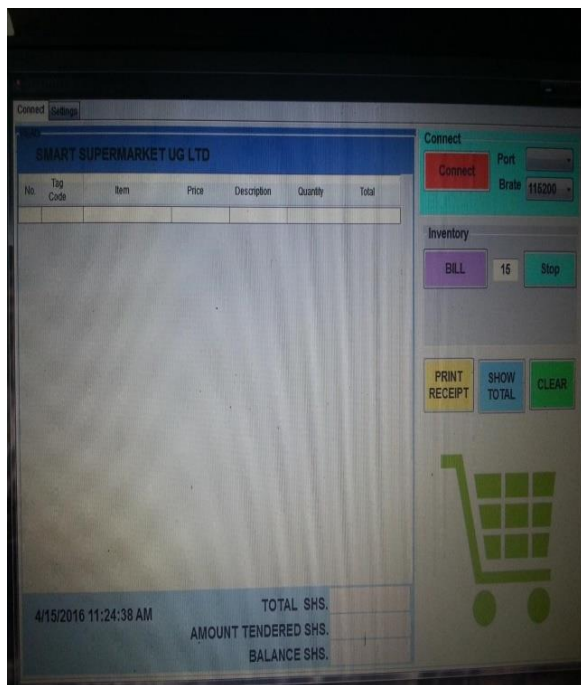 Connect Settings
SMART SUPERMARKET UG LTD
No. Tag Code Item Price Description Quantity Total
Connect
Connect
Port
Brate 115200
Inventory
BILL 15 Stop
PRINT RECEIPT
SHOW TOTAL
CLEAR
4/15/2016 11:24:38 AM
TOTAL SHS.
AMOUNT TENDERED SHS.
BALANCE SHS.